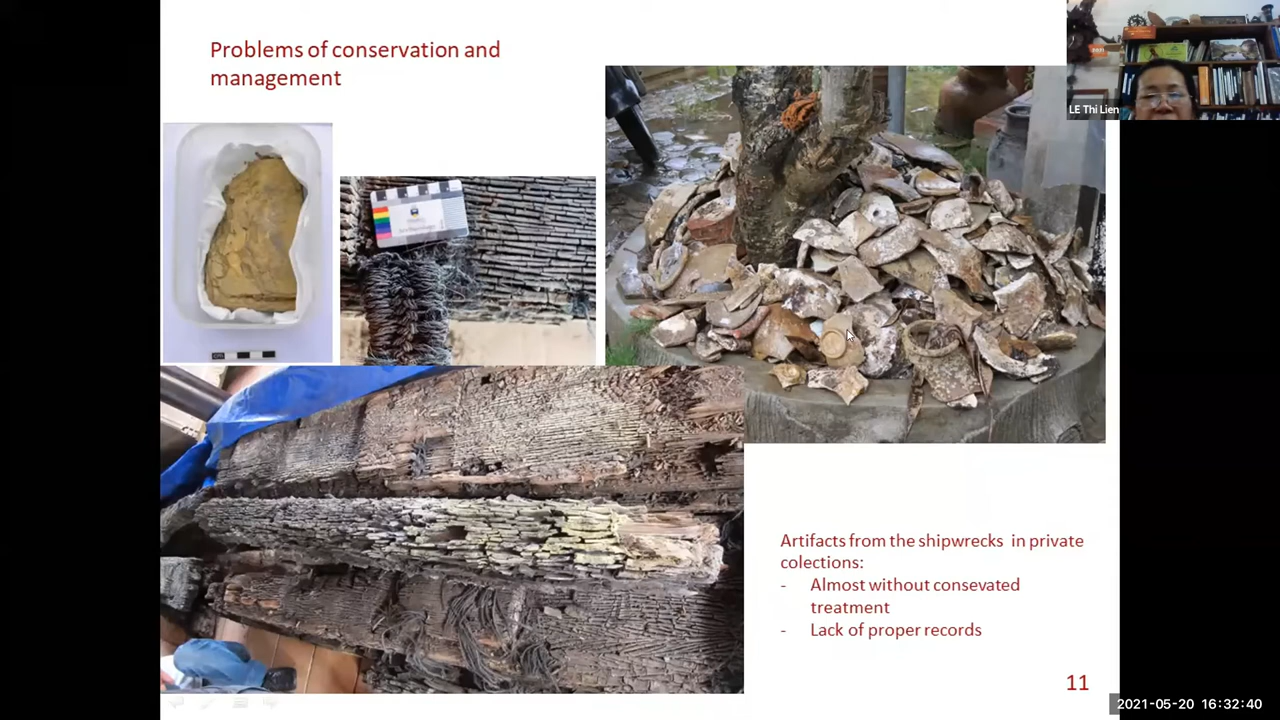 Problems of conservation and
management
LE Thi Lien
Artifacts from the shipwrecks in private
colections:
- Almost without consevated
treatment
- Lack of proper records
11
2021-05-20 16:32:40